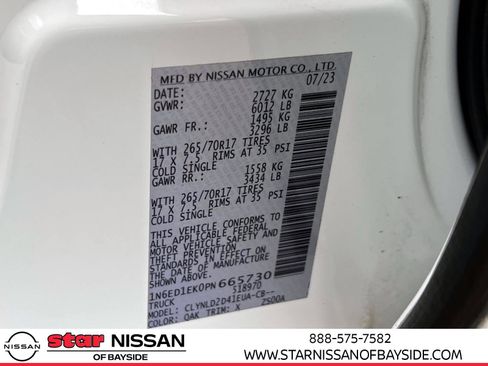 MFD BY NISSAN MOTOR CO., LTD.
DATE: 07/23
GVWR: 2727 KG
6012 LB
GAWR FR.: 1495 KG
3296 LB
WITH 265/70R17 TIRES
17 X 7.5 RIMS AT 35 PSI
COLD SINGLE
GAWR RR.: 1558 KG
3434 LB
WITH 265/70R17 TIRES
17 X 7.5 RIMS AT 35 PSI
COLD SINGLE
THIS VEHICLE CONFORMS TO
ALL APPLICABLE FEDERAL
MOTOR VEHICLE SAFETY AND
THEFT PREVENTION
STANDARDS IN EFFECT ON
THE DATE OF MANUFACTURE
SHOWN ABOVE.
1N6ED1EK0PN665730
TRUCK 518970
MODEL: CLYNLD2D41EUA-CB--
COLOR: QAK TRIM: X ZS00A
NISSAN
star NISSAN
OF BAYSIDE
888-575-7582
WWW.STARNISSANOFBAYSIDE.COM